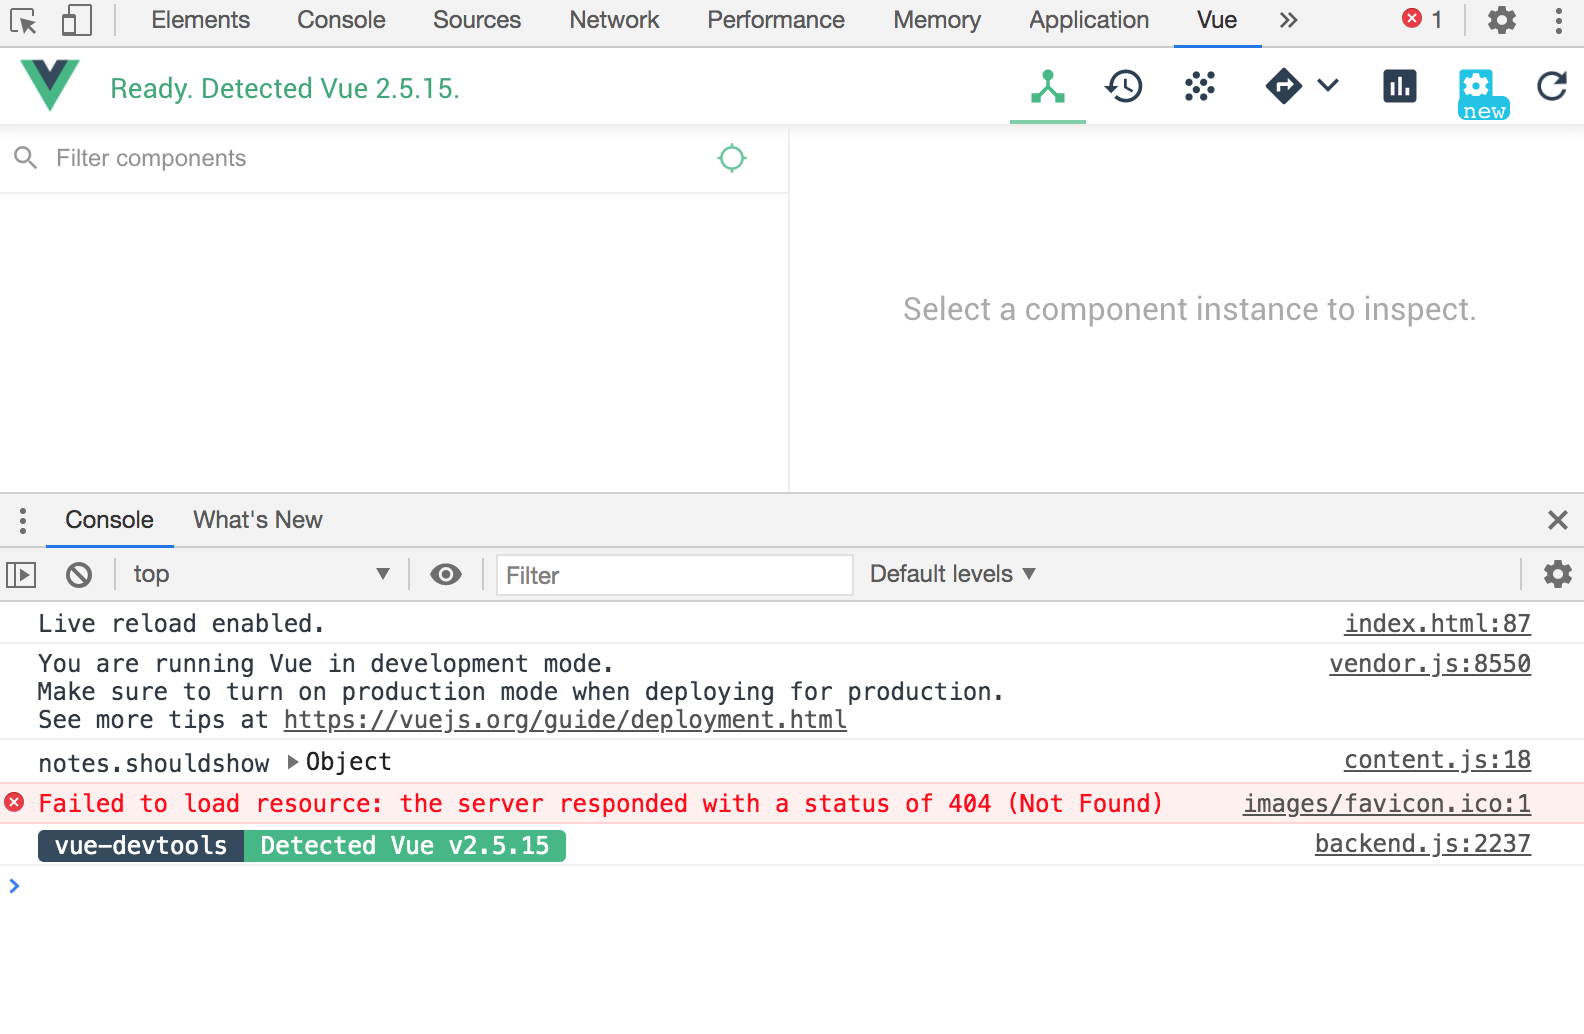 Elements Console Sources Network Performance Memory Application Vue » 1
Ready. Detected Vue 2.5.15.
new
Filter components
Select a component instance to inspect.
Console What's New
top Filter Default levels
Live reload enabled. index.html:87
You are running Vue in development mode. vendor.js:8550
Make sure to turn on production mode when deploying for production.
See more tips at https://vuejs.org/guide/deployment.html
notes.shouldshow Object content.js:18
Failed to load resource: the server responded with a status of 404 (Not Found) images/favicon.ico:1
vue-devtools Detected Vue v2.5.15 backend.js:2237